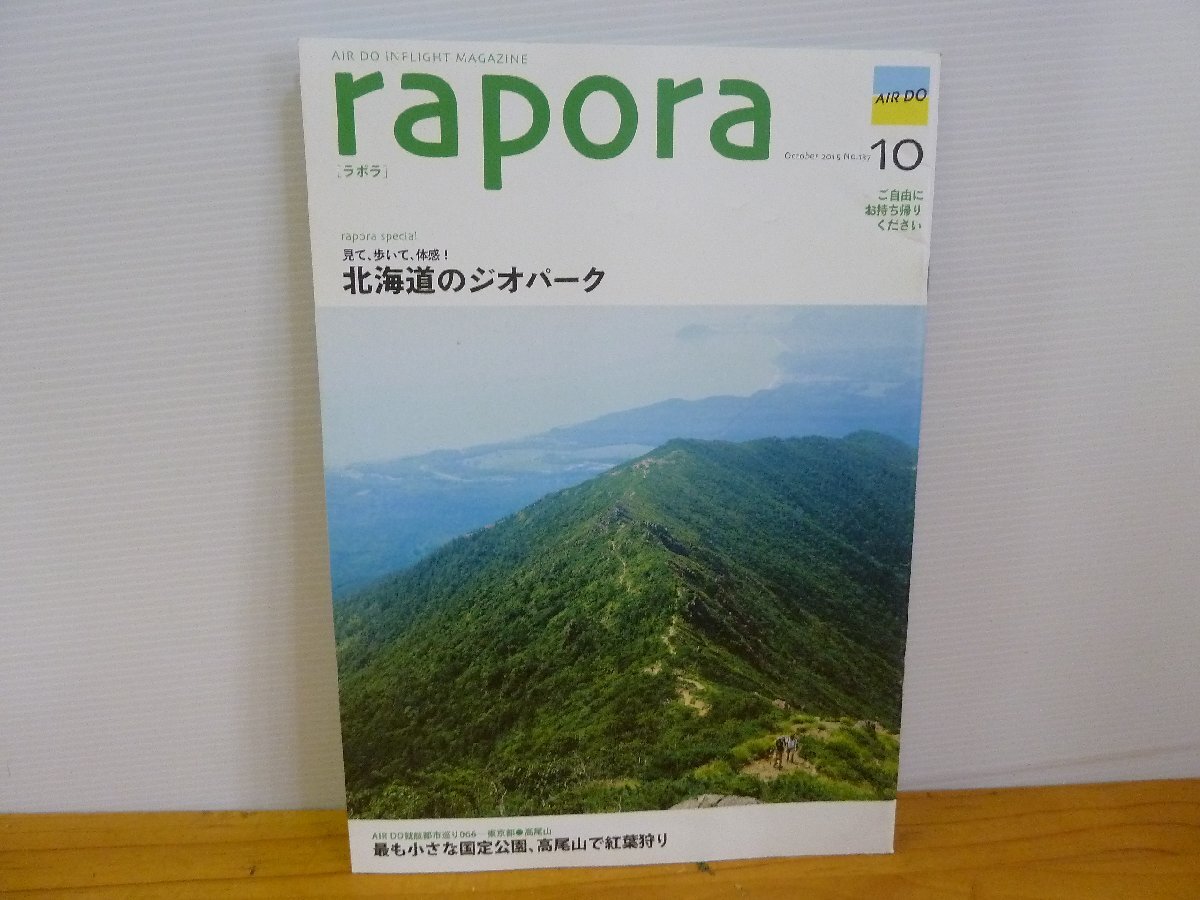 AIR DO INFLIGHT MAGAZINE
rapora
[ラポラ]
AIR DO
October 2015 No.187
10
ご自由に
お持ち帰り
ください
rapora special
見て、歩いて、体感！
北海道のジオパーク
AIR DO就航都市巡り066 東京都●高尾山
最も小さな国定公園、高尾山で紅葉狩り